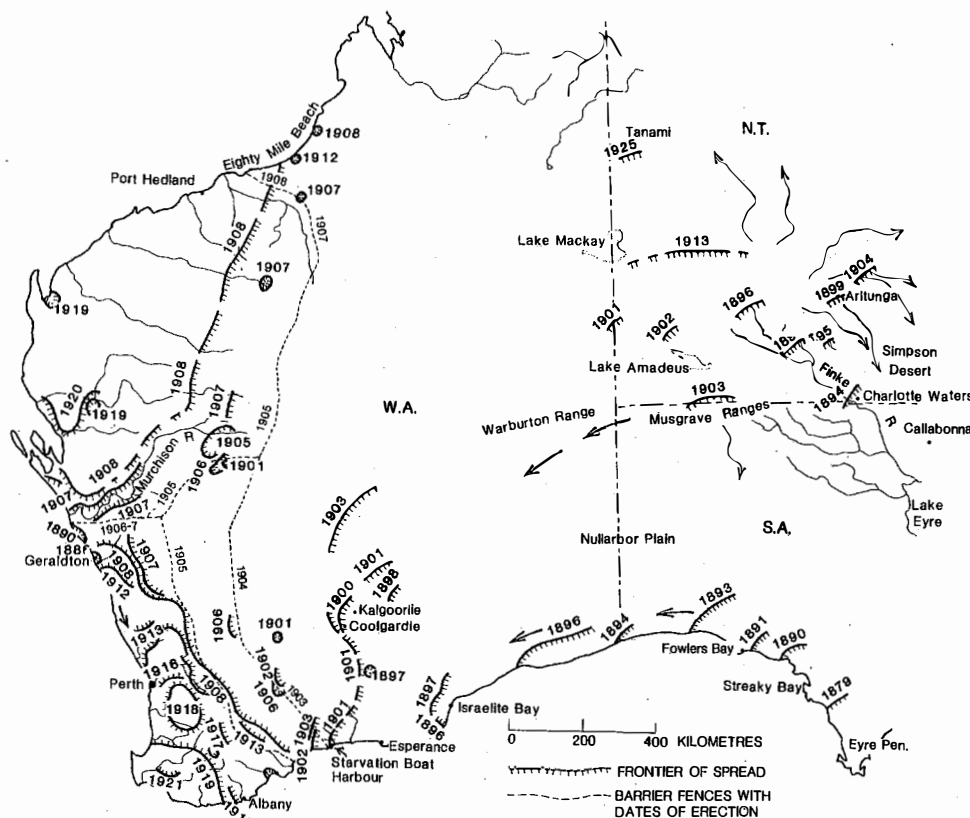 1908
Eighty Mile Beach
1912
1908
1907
Port Hedland
1907
1908
1907
1919
1908
1920
1919
1907
1905
1905
1906
1901
W.A.
Murchison R
1908
1907
1907
1905
1906-7
1890
Geraldton
1908
1907
1912
1905
1904
1913
1906
1901
1916
Perth
1908
1902
1906
1903
1918
1917
1913
1902
1903
1901
1921
1919
Albany
1903
1901
1900
1898
Kalgoorlie
Coolgardie
1901
1897
1897
1896
Israelite Bay
Esperance
Starvation Boat
Harbour
Tanami
N.T.
1925
Lake Mackay
1913
1904
1899
Arltunga
1896
1901
1902
Simpson
Desert
Lake Amadeus
Finke
R
1894
Charlotte Waters
1903
Warburton Range
Musgrave Ranges
Callabonna
Lake
Eyre
S.A.
Nullarbor Plain
1896
1894
1893
Fowlers Bay
1891
1890
Streaky Bay
1879
Eyre Pen.
0 200 400 KILOMETRES
FRONTIER OF SPREAD
BARRIER FENCES WITH
DATES OF ERECTION